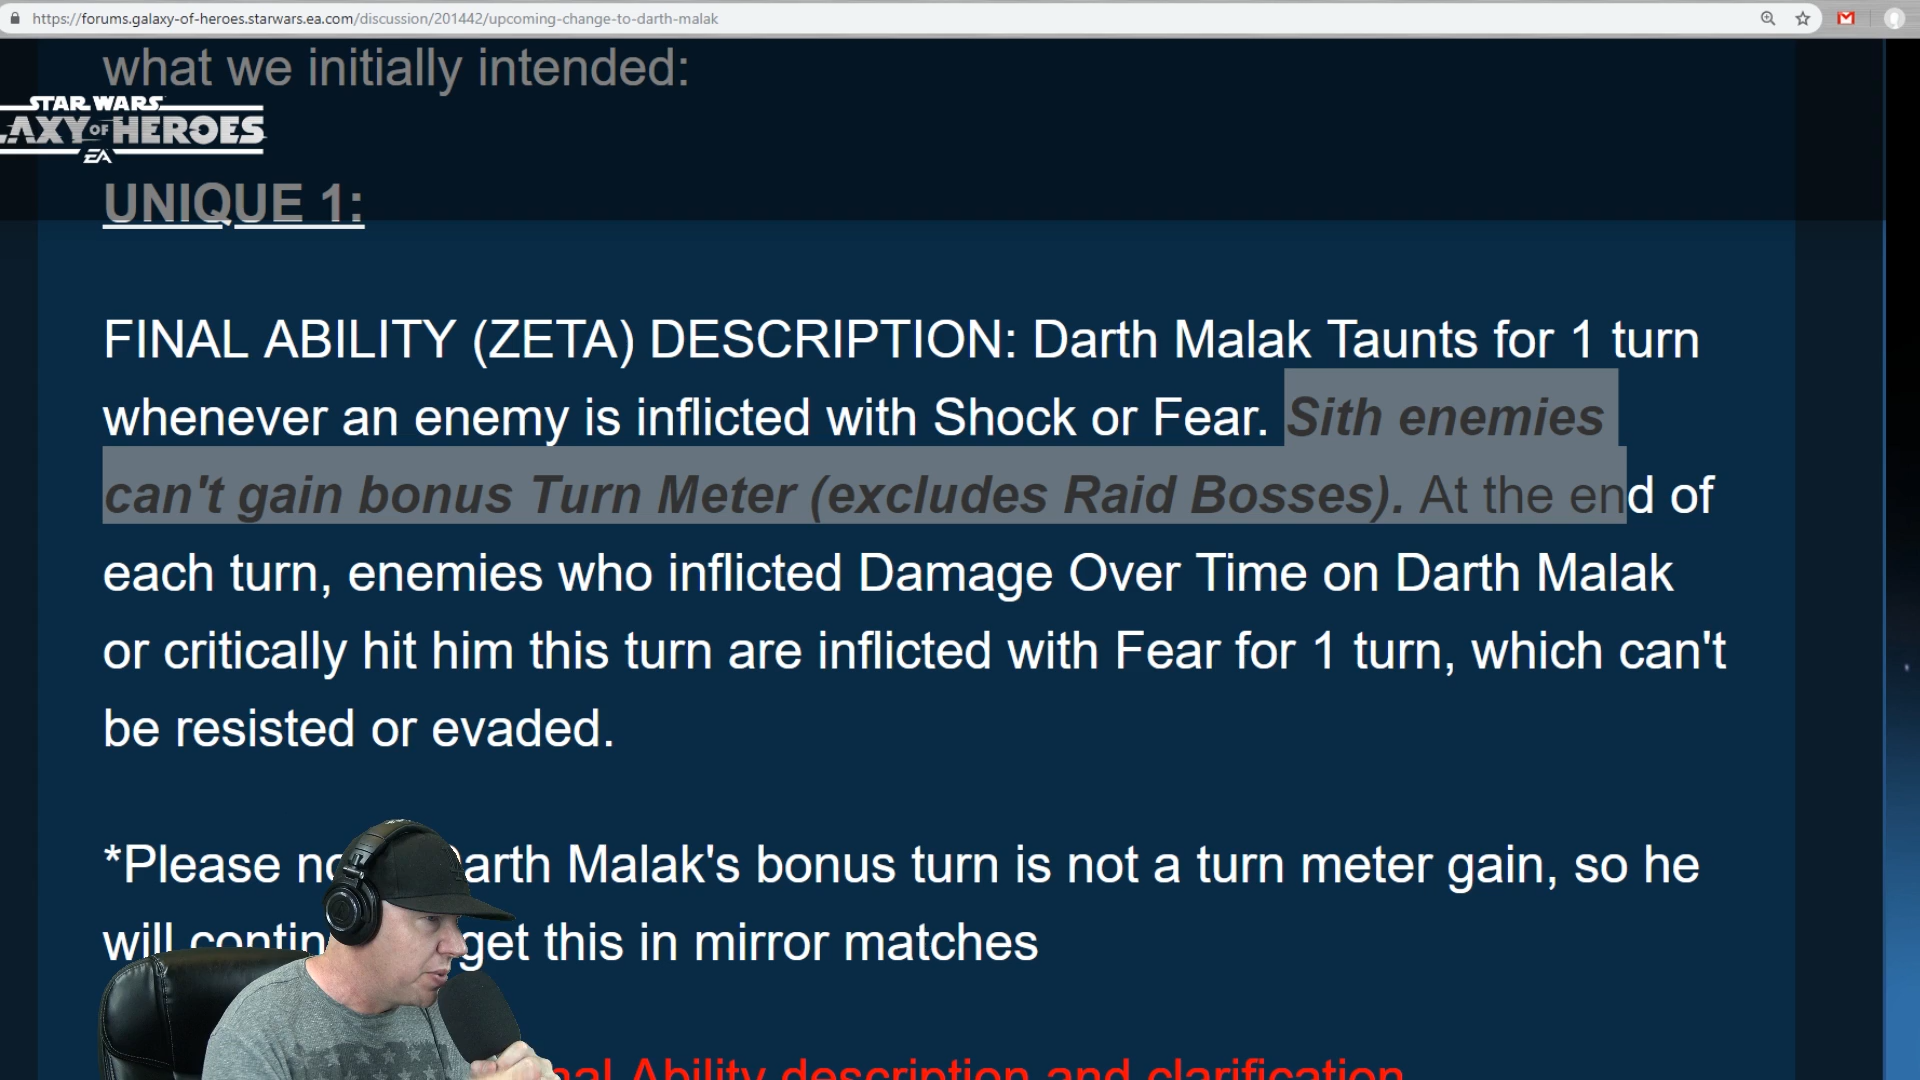 https://forums.galaxy-of-heroes.starwars.ea.com/discussion/201442/upcoming-change-to-darth-malak
what we initially intended:
STAR WARS
OF HEROES
EA
UNIQUE 1:
FINAL ABILITY (ZETA) DESCRIPTION: Darth Malak Taunts for 1 turn
whenever an enemy is inflicted with Shock or Fear. Sith enemies
can't gain bonus Turn Meter (excludes Raid Bosses). At the end of
each turn, enemies who inflicted Damage Over Time on Darth Malak
or critically hit him this turn are inflicted with Fear for 1 turn, which can't
be resisted or evaded.
*Please Malak's bonus turn is not a turn meter gain, so he
will get this in mirror matches
Ability description and clarification